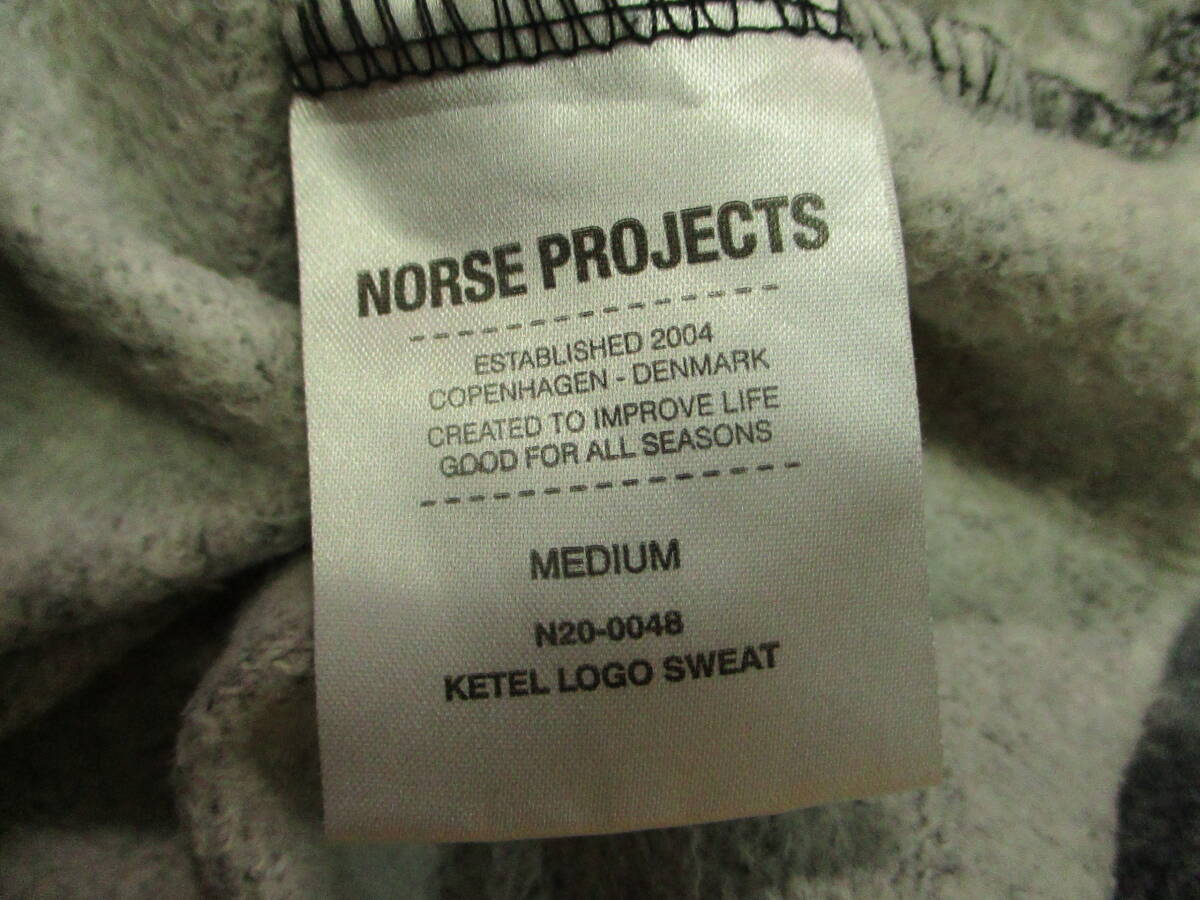 NORSE PROJECTS
ESTABLISHED 2004
COPENHAGEN - DENMARK
CREATED TO IMPROVE LIFE
GOOD FOR ALL SEASONS
MEDIUM
N20-0048
KETEL LOGO SWEAT